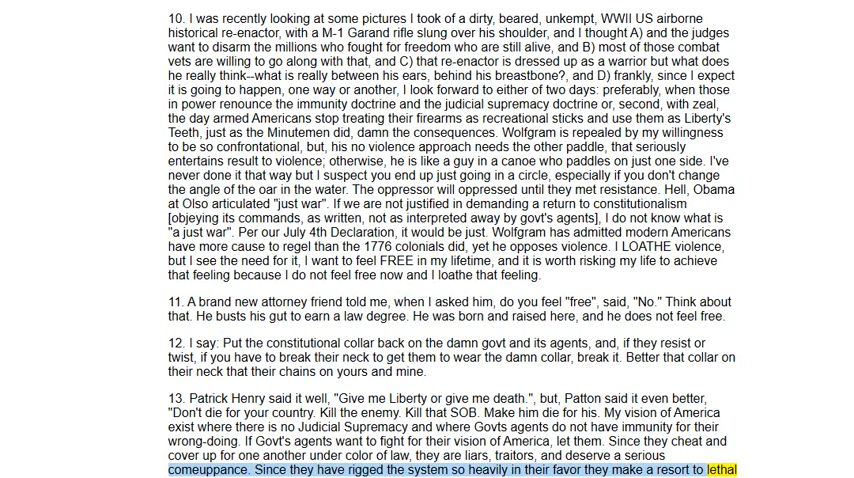 10. I was recently looking at some pictures I took of a dirty, beared, unkempt, WWII US airborne
historical re-enactor, with a M-1 Garand rifle slung over his shoulder, and I thought A) and the judges
want to disarm the millions who fought for freedom who are still alive, and B) most of those combat
vets are willing to go along with that, and C) that re-enactor is dressed up as a warrior but what does
he really think--what is really between his ears, behind his breastbone?, and D) frankly, since I expect
it is going to happen, one way or another, I look forward to either of two days: preferably, when those
in power renounce the immunity doctrine and the judicial supremacy doctrine or, second, with zeal,
the day armed Americans stop treating their firearms as recreational sticks and use them as Liberty's
Teeth, just as the Minutemen did, damn the consequences. Wolfgram is repealed by my willingness
to be so confrontational, but, his no violence approach needs the other paddle, that seriously
entertains result to violence; otherwise, he is like a guy in a canoe who paddles on just one side. I've
never done it that way but I suspect you end up just going in a circle, especially if you don't change
the angle of the oar in the water. The oppressor will oppressed until they met resistance. Hell, Obama
at Olso articulated "just war". If we are not justified in demanding a return to constitutionalism
[objeying its commands, as written, not as interpreted away by govt's agents], I do not know what is
"a just war". Per our July 4th Declaration, it would be just. Wolfgram has admitted modern Americans
have more cause to regel than the 1776 colonials did, yet he opposes violence. I LOATHE violence,
but I see the need for it, I want to feel FREE in my lifetime, and it is worth risking my life to achieve
that feeling because I do not feel free now and I loathe that feeling.
11. A brand new attorney friend told me, when I asked him, do you feel "free", said, "No." Think about
that. He busts his gut to earn a law degree. He was born and raised here, and he does not feel free.
12. I say: Put the constitutional collar back on the damn govt and its agents, and, if they resist or
twist, if you have to break their neck to get them to wear the damn collar, break it. Better that collar on
their neck that their chains on yours and mine.
13. Patrick Henry said it well, "Give me Liberty or give me death.", but, Patton said it even better,
"Don't die for your country. Kill the enemy. Kill that SOB. Make him die for his. My vision of America
exist where there is no Judicial Supremacy and where Govts agents do not have immunity for their
wrong-doing. If Govt's agents want to fight for their vision of America, let them. Since they cheat and
cover up for one another under color of law, they are liars, traitors, and deserve a serious
comeuppance. Since they have rigged the system so heavily in their favor they make a resort to lethal